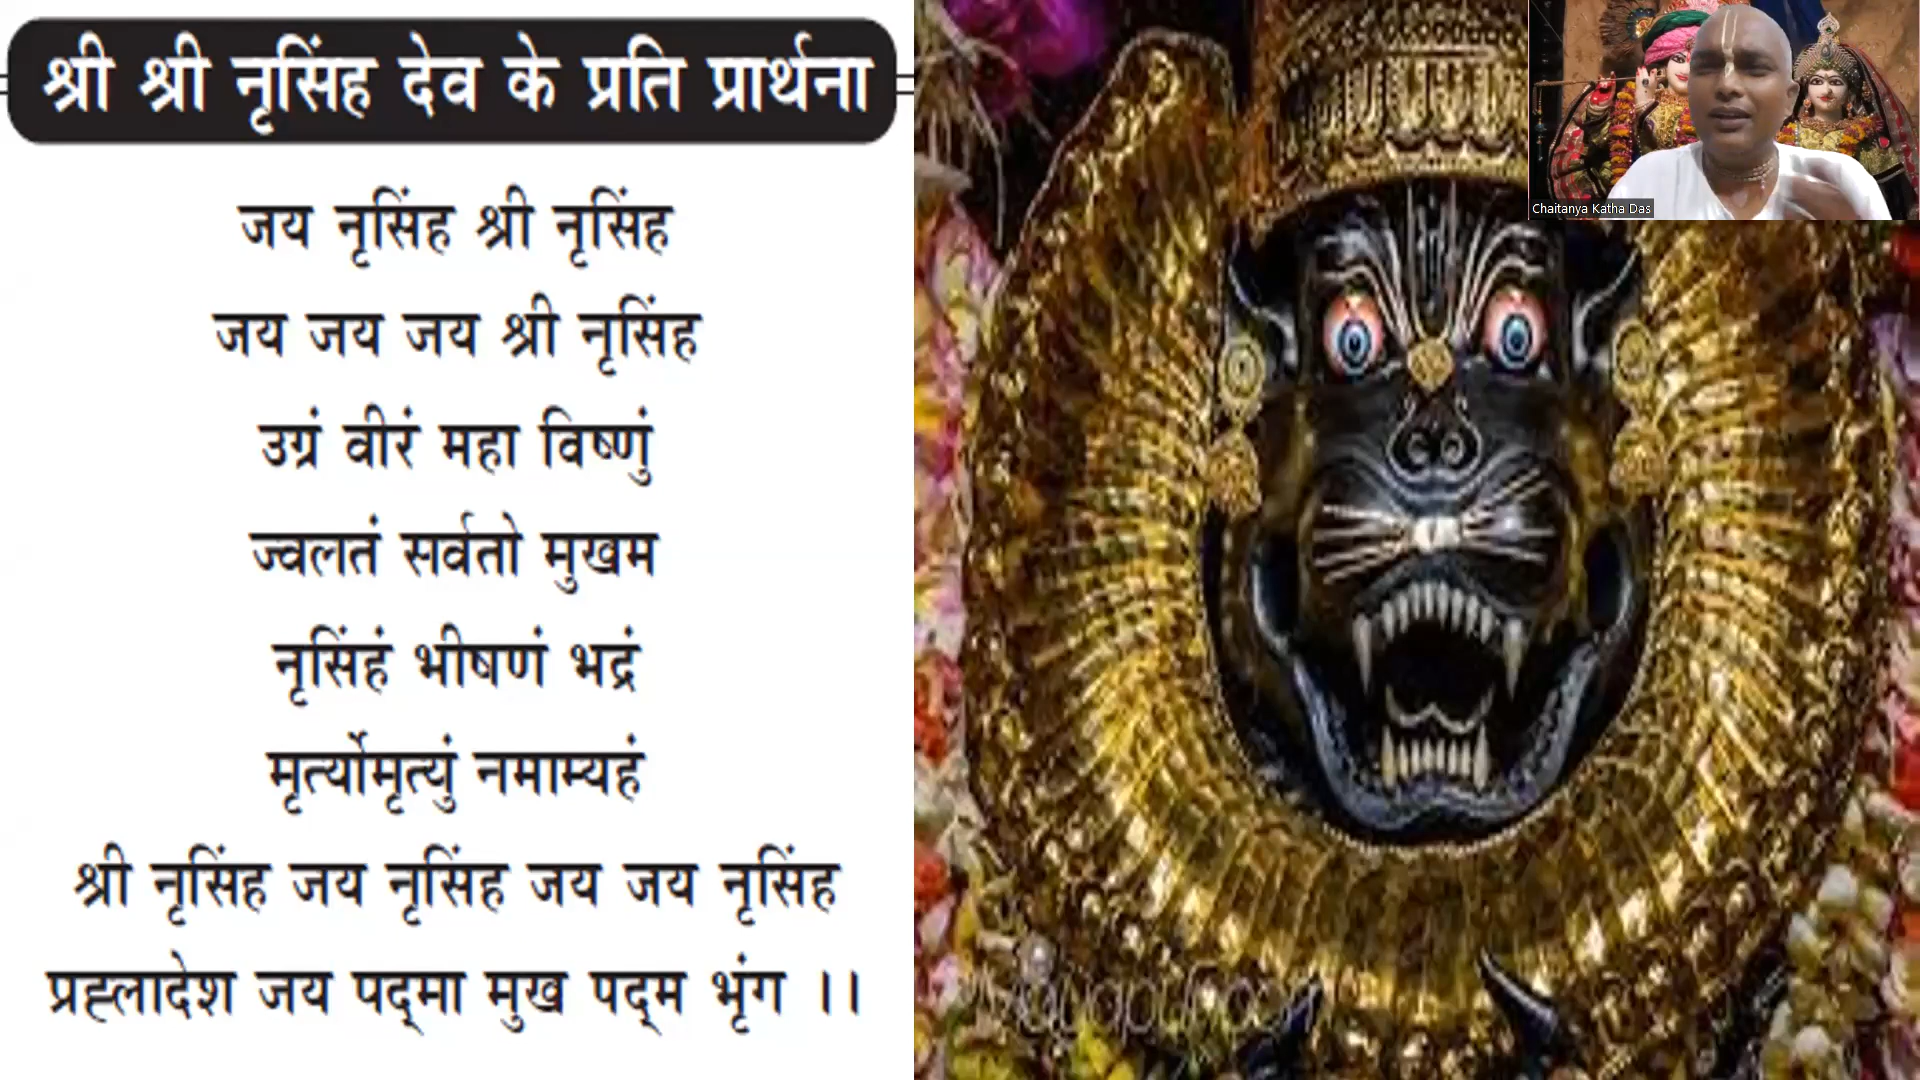 श्री श्री नृसिंह देव के प्रति प्रार्थना
जय नृसिंह श्री नृसिंह
जय जय जय श्री नृसिंह
उग्रं वीरं महा विष्णुं
ज्वलतं सर्वतो मुखम
नृसिंहं भीषणं भद्रं
मृर्त्योमृत्युं नमाम्यहं
श्री नृसिंह जय नृसिंह जय जय नृसिंह
प्रह्लादेश जय पद्‌मा मुख पद्‌म भृंग ।।
Chaitanya Katha Das